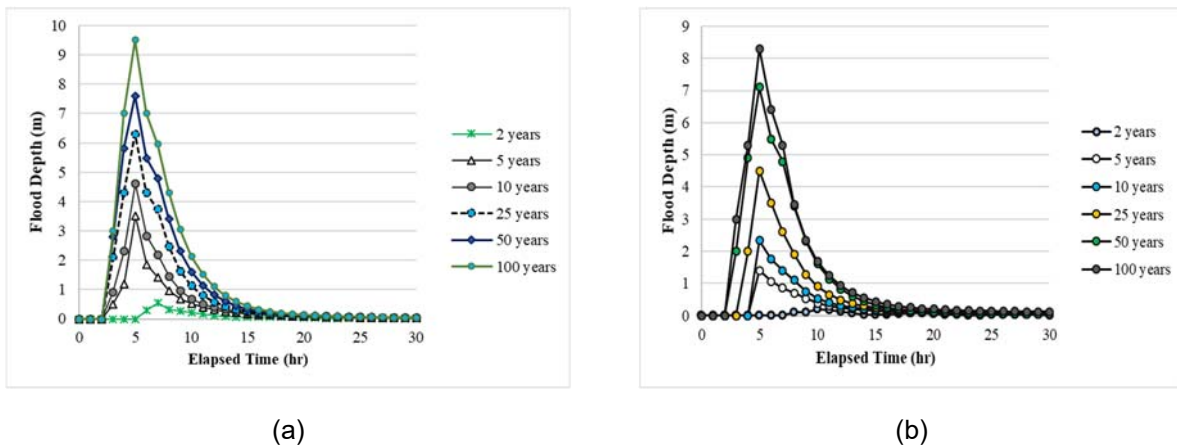 10
9
8
7
6
5
4
3
2
1
0
Flood Depth (m)
0 5 10 15 20 25 30
Elapsed Time (hr)
2 years
5 years
10 years
25 years
50 years
100 years
(a)
9
8
7
6
5
4
3
2
1
0
Flood Depth (m)
0 5 10 15 20 25 30
Elapsed Time (hr)
2 years
5 years
10 years
25 years
50 years
100 years
(b)